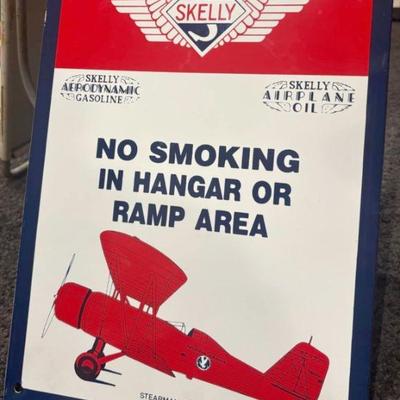 SKELLY
SKELLY
AERODYNAMIC
GASOLINE
SKELLY
AIRPLANE
OIL
NO SMOKING
IN HANGAR OR
RAMP AREA